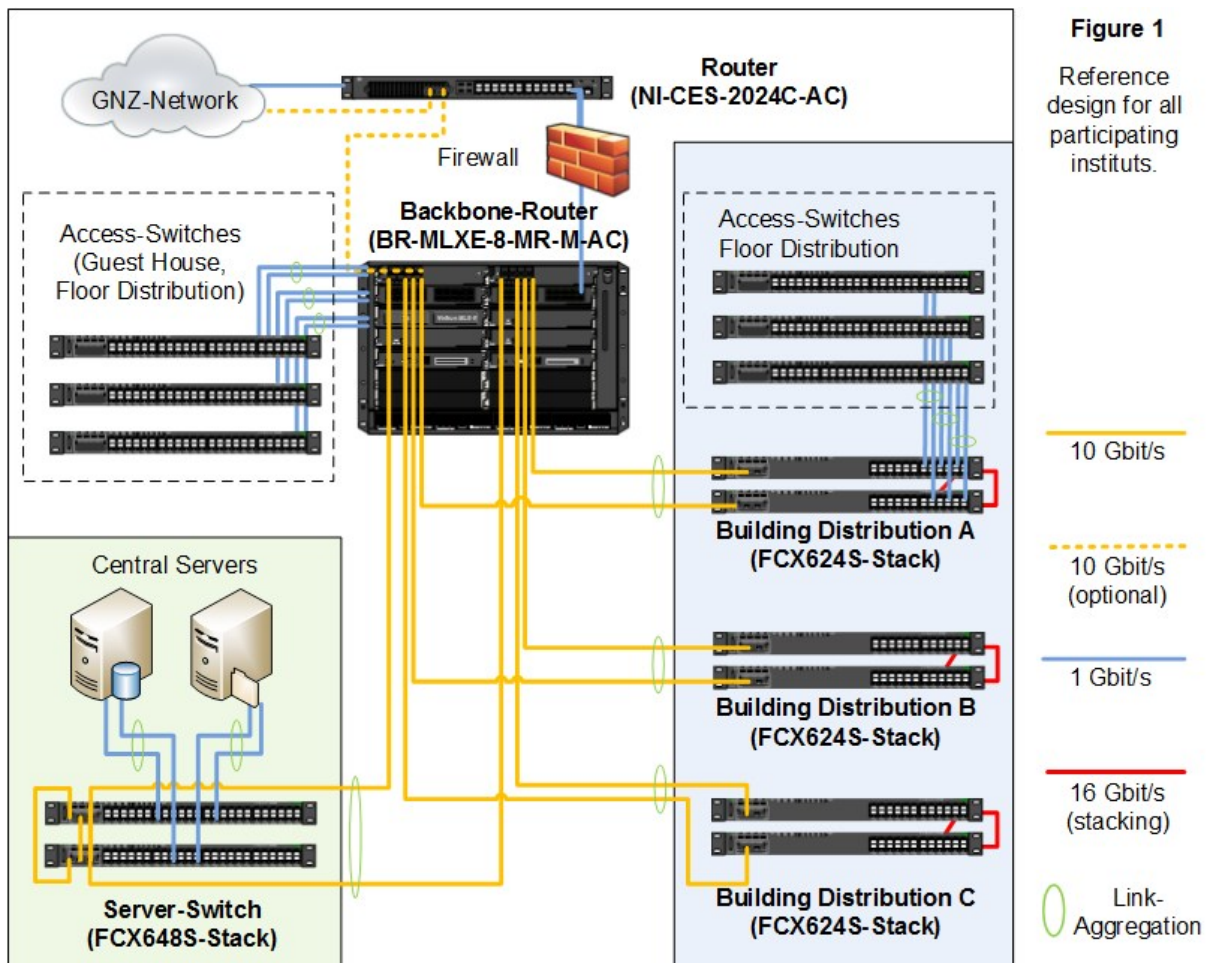 Figure 1
Reference
design for all
participating
instituts.
Router
(NI-CES-2024C-AC)
GNZ-Network
Firewall
Backbone-Router
(BR-MLXE-8-MR-M-AC)
Access-Switches
(Guest House,
Floor Distribution)
Access-Switches
Floor Distribution
Building Distribution A
(FCX624S-Stack)
Building Distribution B
(FCX624S-Stack)
Building Distribution C
(FCX624S-Stack)
Central Servers
Server-Switch
(FCX648S-Stack)
10 Gbit/s
10 Gbit/s
(optional)
1 Gbit/s
16 Gbit/s
(stacking)
Link-
Aggregation